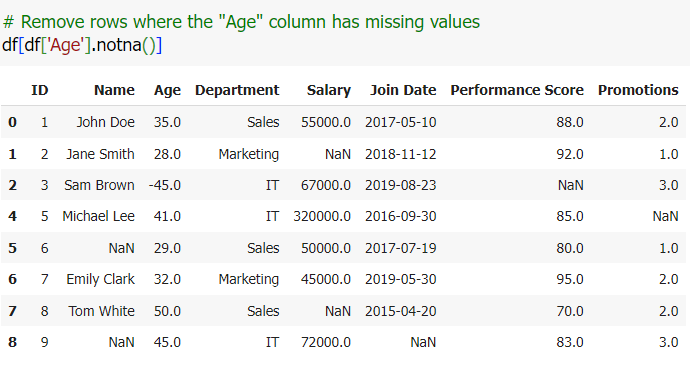 # Remove rows where the "Age" column has missing values
df[df['Age'].notna()]
ID Name Age Department Salary Join Date Performance Score Promotions
0 1 John Doe 35.0 Sales 55000.0 2017-05-10 88.0 2.0
1 2 Jane Smith 28.0 Marketing NaN 2018-11-12 92.0 1.0
2 3 Sam Brown -45.0 IT 67000.0 2019-08-23 NaN 3.0
4 5 Michael Lee 41.0 IT 320000.0 2016-09-30 85.0 NaN
5 6 NaN 29.0 Sales 50000.0 2017-07-19 80.0 1.0
6 7 Emily Clark 32.0 Marketing 45000.0 2019-05-30 95.0 2.0
7 8 Tom White 50.0 Sales NaN 2015-04-20 70.0 2.0
8 9 NaN 45.0 IT 72000.0 NaN 83.0 3.0